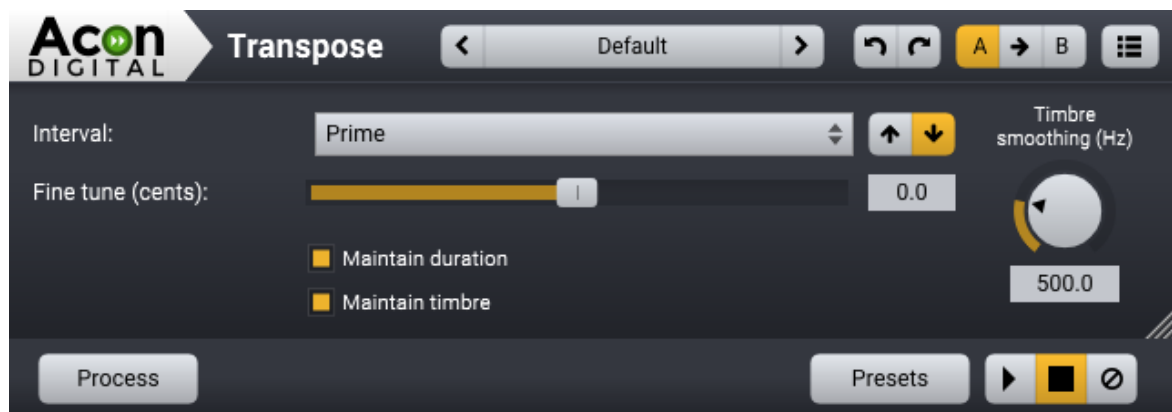 Acon
DIGITAL
Transpose
Default
A
B
Interval:
Prime
Timbre
smoothing (Hz)
Fine tune (cents):
0.0
Maintain duration
Maintain timbre
500.0
Process
Presets